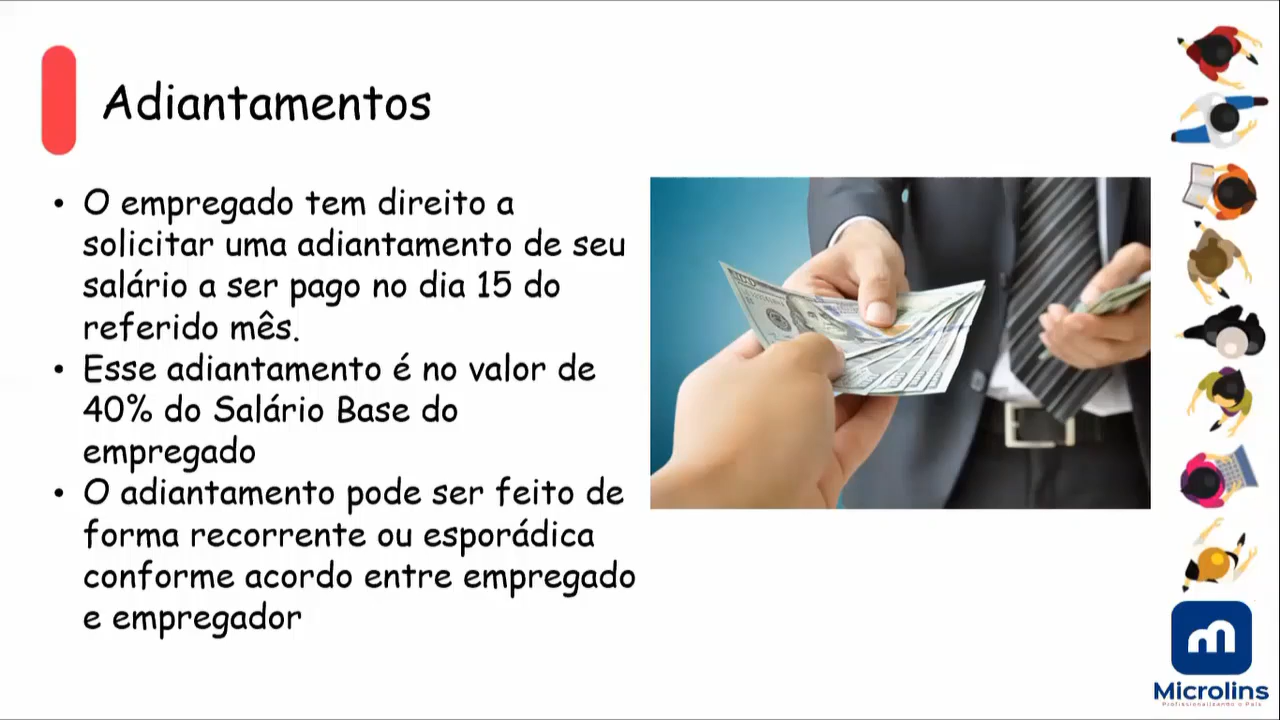 Adiantamentos
• O empregado tem direito a
solicitar uma adiantamento de seu
salário a ser pago no dia 15 do
referido mês.
• Esse adiantamento é no valor de
40% do Salário Base do
empregado
• O adiantamento pode ser feito de
forma recorrente ou esporádica
conforme acordo entre empregado
e empregador
Microlins
Profissionalizando o País